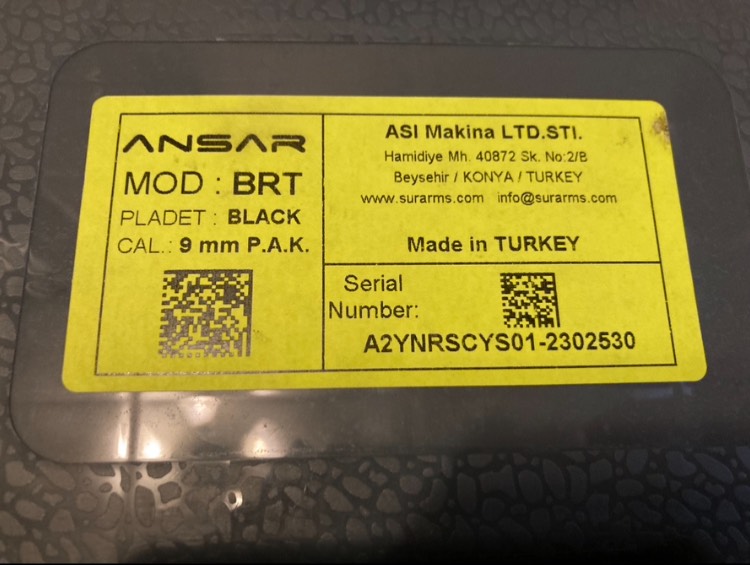 ANSAR
MOD : BRT
PLADET : BLACK
CAL.: 9 mm P.A.K.
ASI Makina LTD.STI.
Hamidiye Mh. 40872 Sk. No:2/B
Beysehir / KONYA / TURKEY
www.surarms.com info@surarms.com
Made in TURKEY
Serial
Number:
A2YNRSCYS01-2302530